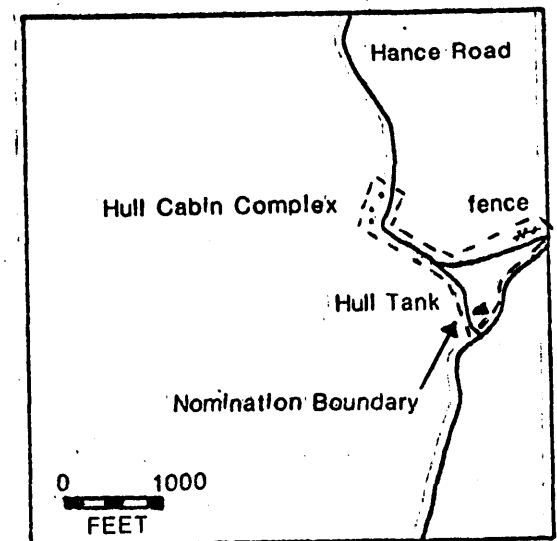 Hance Road
Hull Cabin Complex
fence
Hull Tank
Nomination Boundary
0 1000
FEET